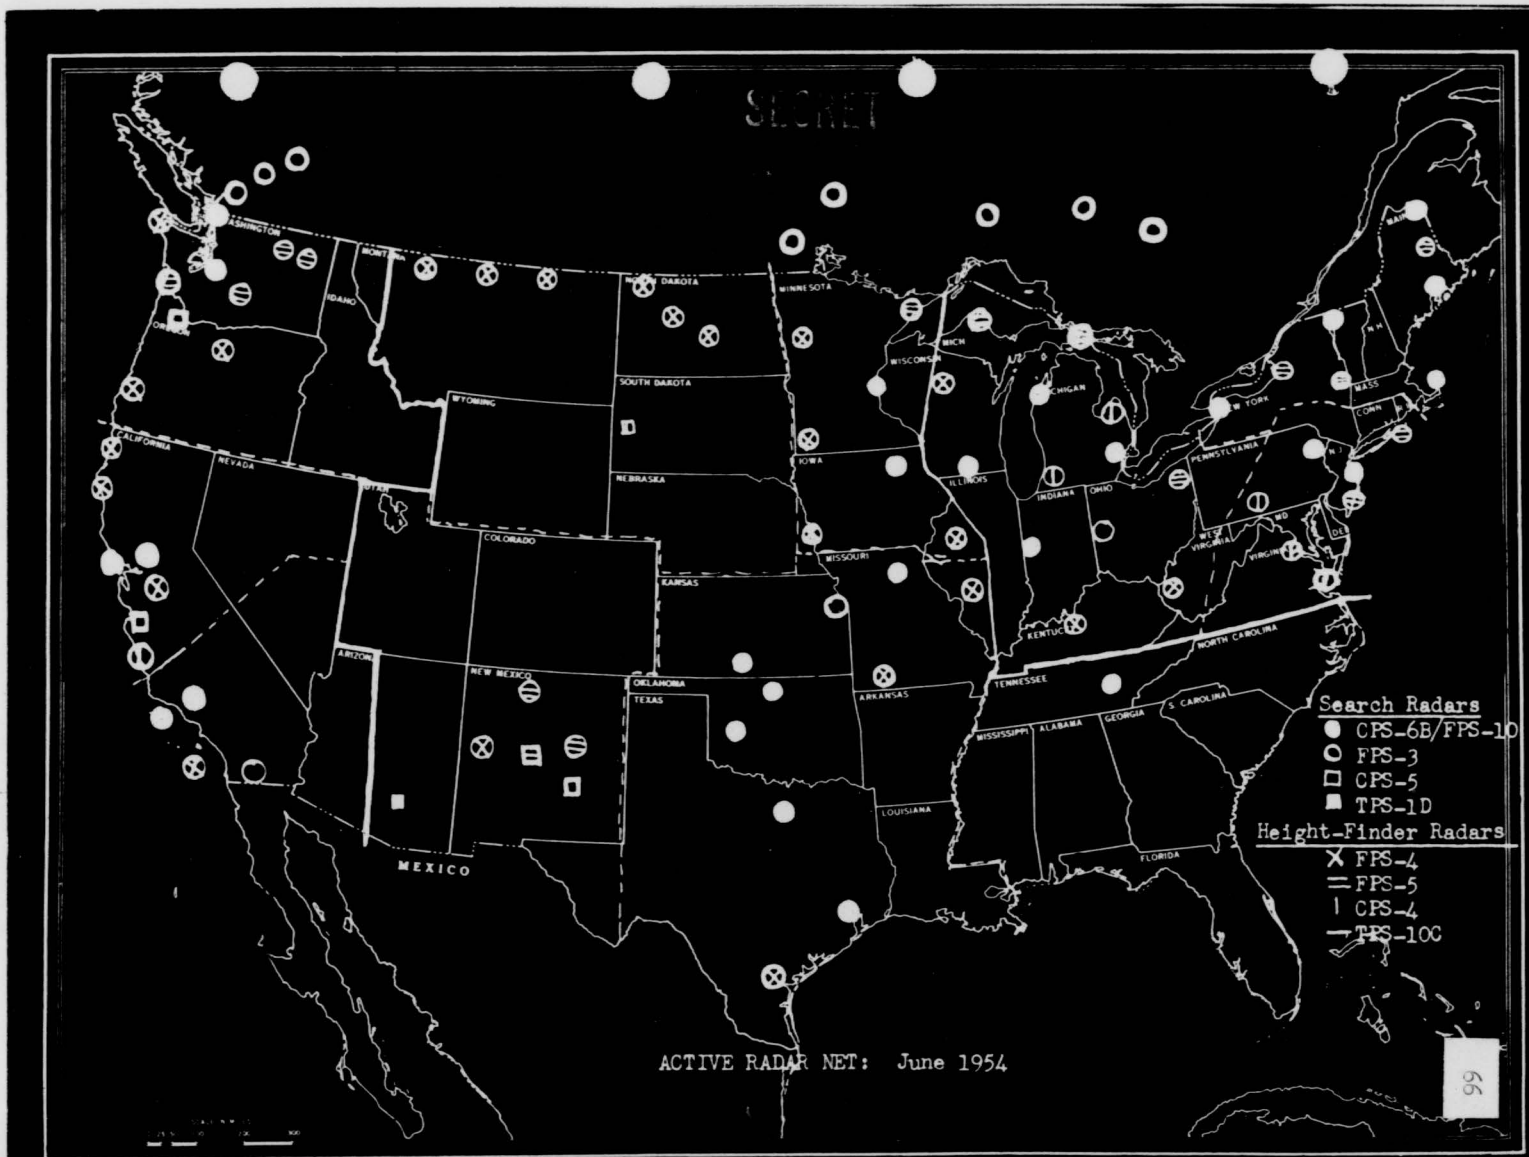 SECRET
WASHINGTON
MONTANA
NORTH DAKOTA
MINNESOTA
MAINE
IDAHO
OREGON
WISCONSIN
MICH
N H
SOUTH DAKOTA
MICHIGAN
MASS
WYOMING
NEW YORK
CONN
R.I.
CALIFORNIA
NEVADA
IOWA
PENNSYLVANIA
N J
NEBRASKA
ILLINOIS
INDIANA
OHIO
UTAH
MD
DEL
COLORADO
WEST
VIRGINIA
VIRGINIA
MISSOURI
KANSAS
KENTUCKY
NORTH CAROLINA
ARIZONA
NEW MEXICO
OKLAHOMA
TEXAS
TENNESSEE
ARKANSAS
S CAROLINA
MISSISSIPPI
ALABAMA
GEORGIA
LOUISIANA
FLORIDA
MEXICO
Search Radars
CPS-6B/FPS-10
FPS-3
CPS-5
TPS-1D
Height-Finder Radars
FPS-4
FPS-5
CPS-4
TPS-10C
ACTIVE RADAR NET: June 1954
66